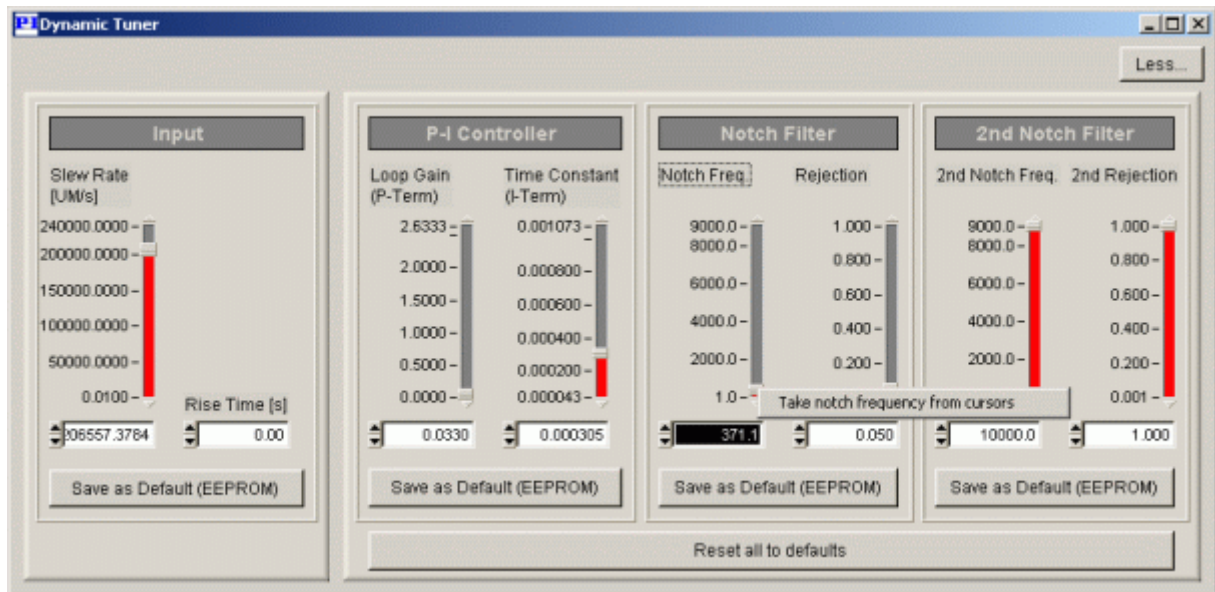 PI Dynamic Tuner
Less...
Input
Slew Rate
[UM/s]
240000.0000
200000.0000
150000.0000
100000.0000
50000.0000
0.0100
Rise Time [s]
206557.3784
0.00
Save as Default (EEPROM)
P-I Controller
Loop Gain
(P-Term)
2.6333
2.0000
1.5000
1.0000
0.5000
0.0000
0.0330
Time Constant
(I-Term)
0.001073
0.000800
0.000600
0.000400
0.000200
0.000043
0.000305
Save as Default (EEPROM)
Notch Filter
Notch Freq.
9000.0
8000.0
6000.0
4000.0
2000.0
1.0
371.1
Rejection
1.000
0.800
0.600
0.400
0.200
0.050
Take notch frequency from cursors
Save as Default (EEPROM)
2nd Notch Filter
2nd Notch Freq.
9000.0
8000.0
6000.0
4000.0
2000.0
10000.0
2nd Rejection
1.000
0.800
0.600
0.400
0.200
0.001
1.000
Save as Default (EEPROM)
Reset all to defaults